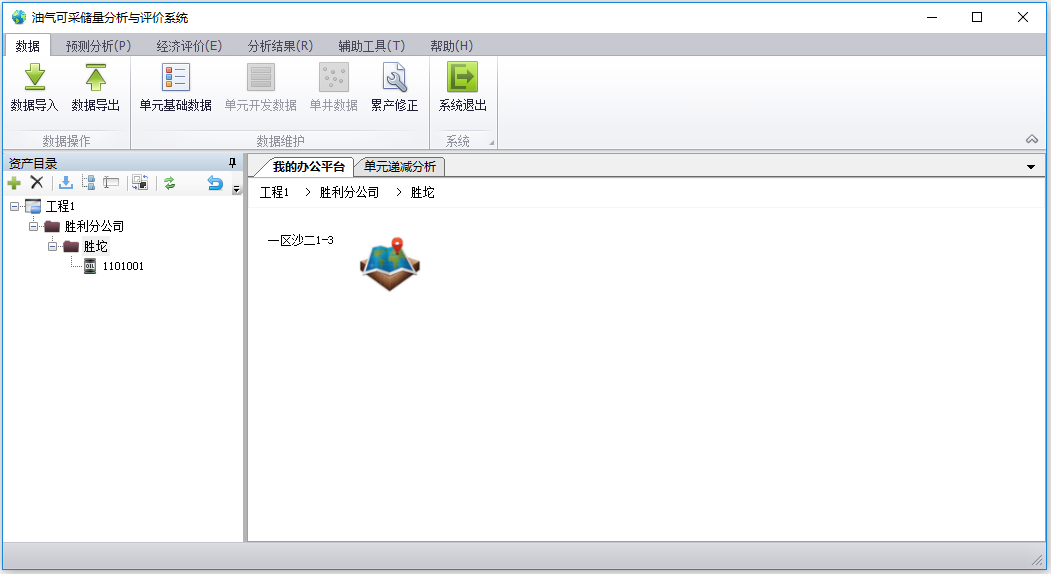 油气可采储量分析与评价系统
数据 预测分析(P) 经济评价(E) 分析结果(R) 辅助工具(T) 帮助(H)
数据导入 数据导出 单元基础数据 单元开发数据 单井数据 累产修正 系统退出
数据操作 数据维护 系统
资产目录
我的办公平台 单元递减分析
工程1 > 胜利分公司 > 胜坨
工程1
胜利分公司
胜坨
OIL 1101001
一区沙二1-3